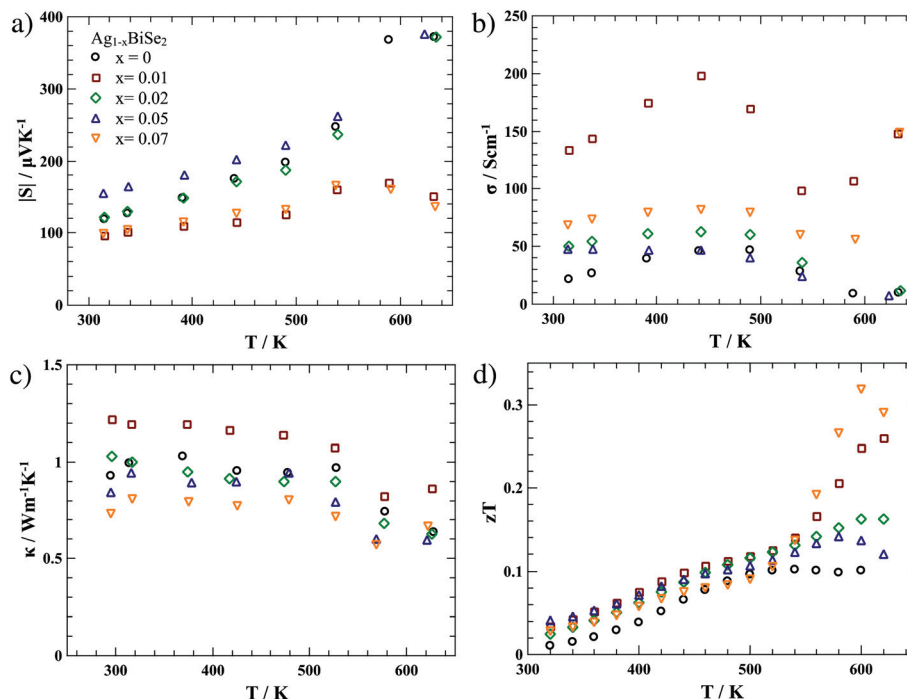 a)
400
350
300
200
100
0
|S| / μVK⁻¹
Ag₁₋ₓBiSe₂
x = 0
x= 0.01
x= 0.02
x= 0.05
x= 0.07
300 400 500 600
T / K
b)
250
200
150
100
50
0
σ / Scm⁻¹
300 400 500 600
T / K
c)
1.5
1
0.5
0
κ / Wm⁻¹K⁻¹
300 400 500 600
T / K
d)
0.3
0.2
0.1
0
zT
300 400 500 600
T / K